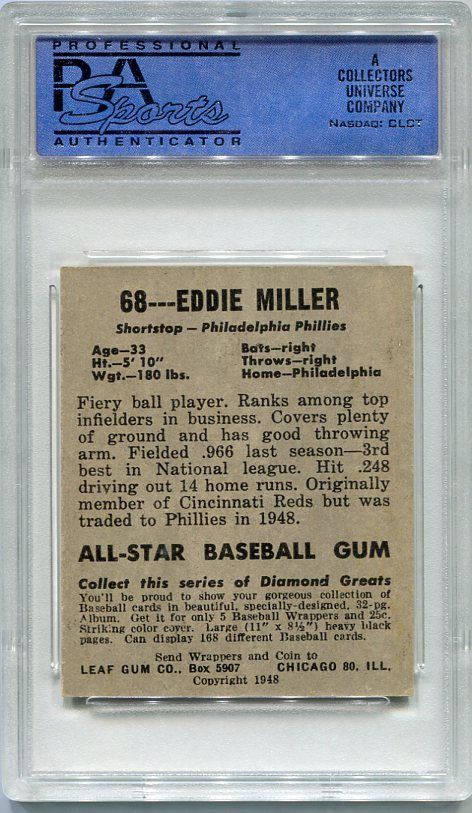 PROFESSIONAL
PSA
Sports
AUTHENTICATOR
A
COLLECTORS
UNIVERSE
COMPANY
NASDAQ: CLCT
68---EDDIE MILLER
Shortstop — Philadelphia Phillies
Age—33
Bats—right
Ht.—5' 10"
Throws—right
Wgt.—180 lbs.
Home—Philadelphia
Fiery ball player. Ranks among top
infielders in business. Covers plenty
of ground and has good throwing
arm. Fielded .966 last season—3rd
best in National league. Hit .248
driving out 14 home runs. Originally
member of Cincinnati Reds but was
traded to Phillies in 1948.
ALL-STAR BASEBALL GUM
Collect this series of Diamond Greats
You'll be proud to show your gorgeous collection of
Baseball cards in beautiful, specially-designed, 32-pg.
Album. Get it for only 5 Baseball Wrappers and 25c.
Striking color cover. Large (11" x 8½") heavy black
pages. Can display 168 different Baseball cards.
Send Wrappers and Coin to
LEAF GUM CO., Box 5907 CHICAGO 80, ILL.
Copyright 1948